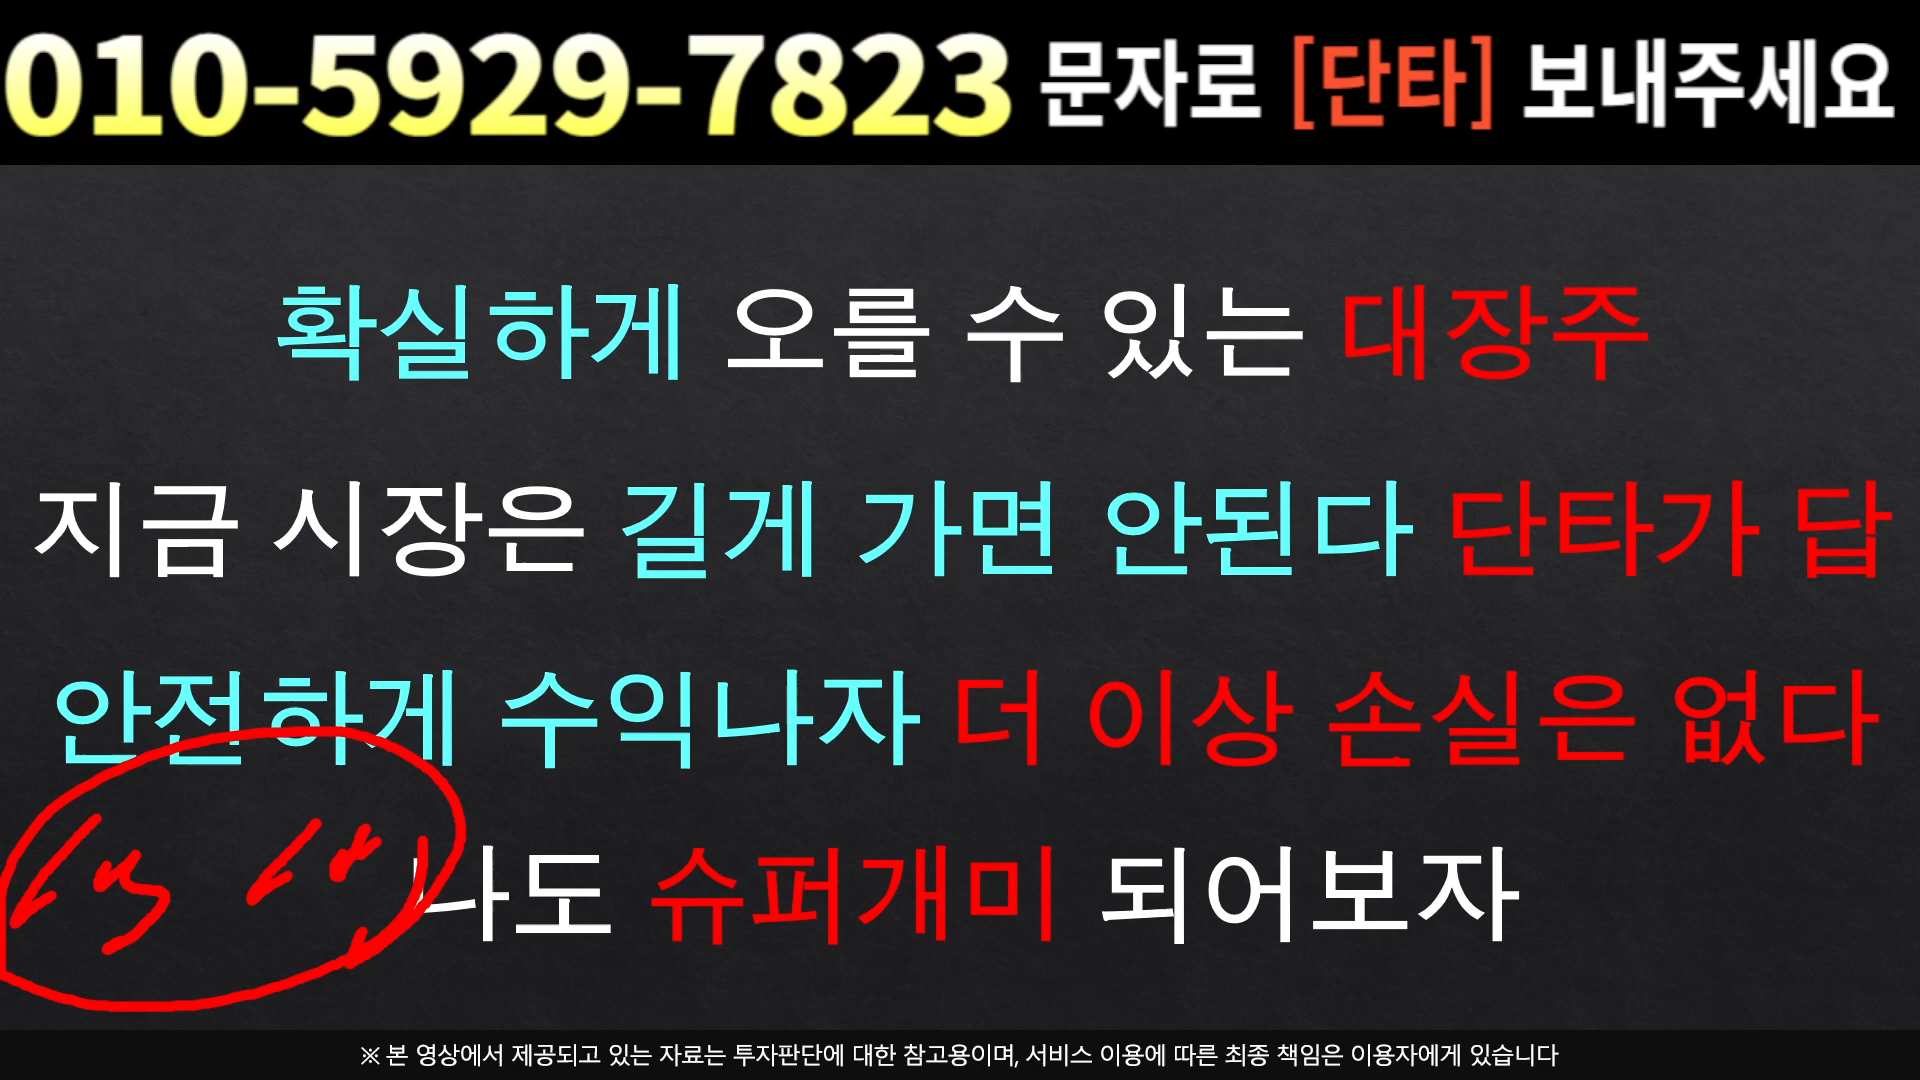 010-5929-7823 문자로 [단타] 보내주세요
확실하게 오를 수 있는 대장주
지금 시장은 길게 가면 안된다 단타가 답
안전하게 수익나자 더 이상 손실은 없다
나도 슈퍼개미 되어보자
※ 본 영상에서 제공되고 있는 자료는 투자판단에 대한 참고용이며, 서비스 이용에 따른 최종 책임은 이용자에게 있습니다